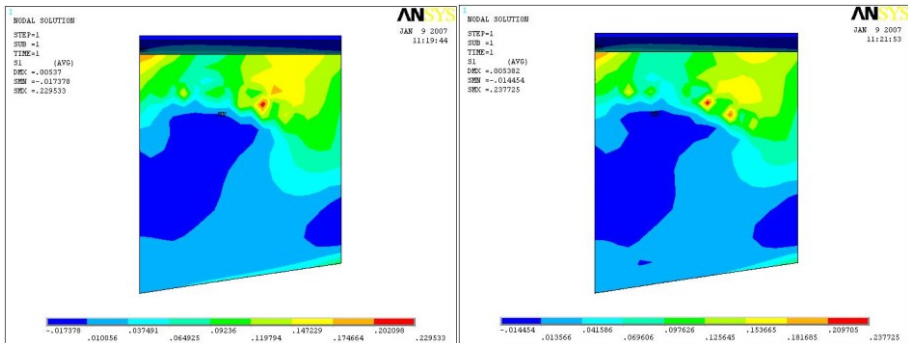 1
NODAL SOLUTION
STEP=1
SUB =1
TIME=1
S1 (AVG)
DMX =.00537
SMN =-.017378
SMX =.229533
ANSYS
JAN 9 2007
11:19:44
MX
-.017378 .037491 .09236 .147229 .202098
.010056 .064925 .119794 .174664 .229533
1
NODAL SOLUTION
STEP=1
SUB =1
TIME=1
S1 (AVG)
DMX =.005382
SMN =-.014454
SMX =.237725
ANSYS
JAN 9 2007
11:21:53
-.014454 .041586 .097626 .153665 .209705
.013566 .069606 .125645 .181685 .237725